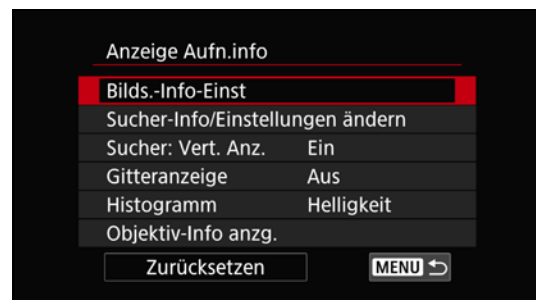 Anzeige Aufn.info
Bilds.-Info-Einst
Sucher-Info/Einstellungen ändern
Sucher: Vert. Anz. Ein
Gitteranzeige Aus
Histogramm Helligkeit
Objektiv-Info anzg.
Zurücksetzen MENU